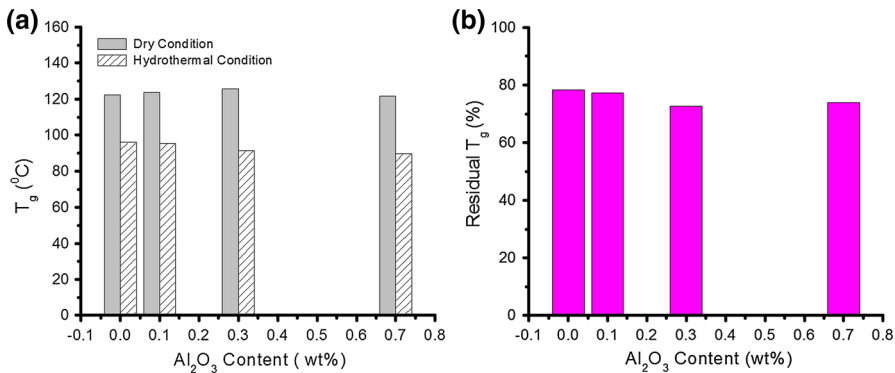 (a)
160
140
120
100
80
60
40
20
0
T_g (⁰C)
Dry Condition
Hydrothermal Condition
-0.1 0.0 0.1 0.2 0.3 0.4 0.5 0.6 0.7 0.8
Al₂O₃ Content ( wt%)
(b)
100
80
60
40
20
0
Residual T_g (%)
-0.1 0.0 0.1 0.2 0.3 0.4 0.5 0.6 0.7 0.8
Al₂O₃ Content (wt%)